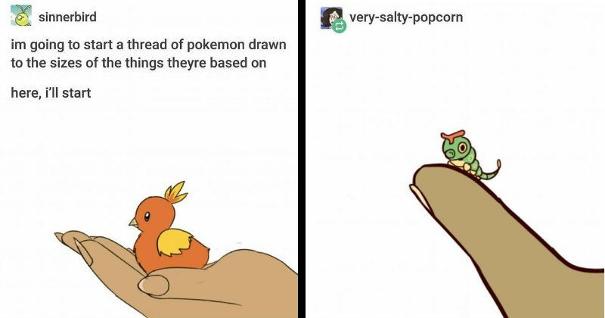 sinnerbird
im going to start a thread of pokemon drawn
to the sizes of the things theyre based on
here, i'll start
very-salty-popcorn